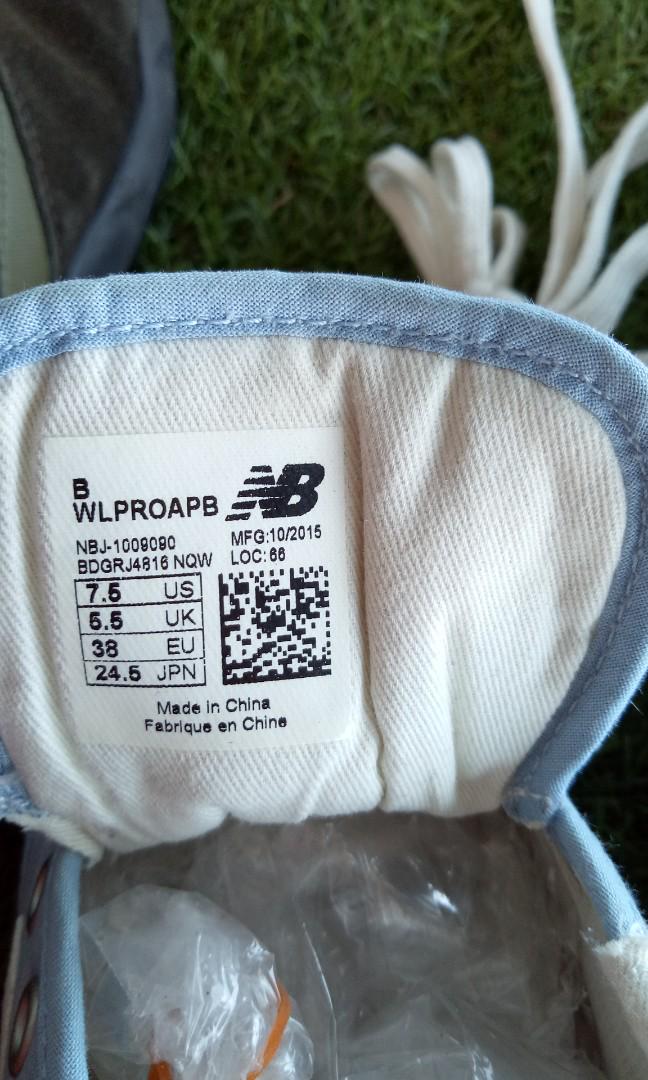 B
WLPROAPB
NB
NBJ-1009090
MFG:10/2015
BDGRJ4816 NQW
LOC:66
7.5 US
5.5 UK
38 EU
24.5 JPN
Made in China
Fabrique en Chine